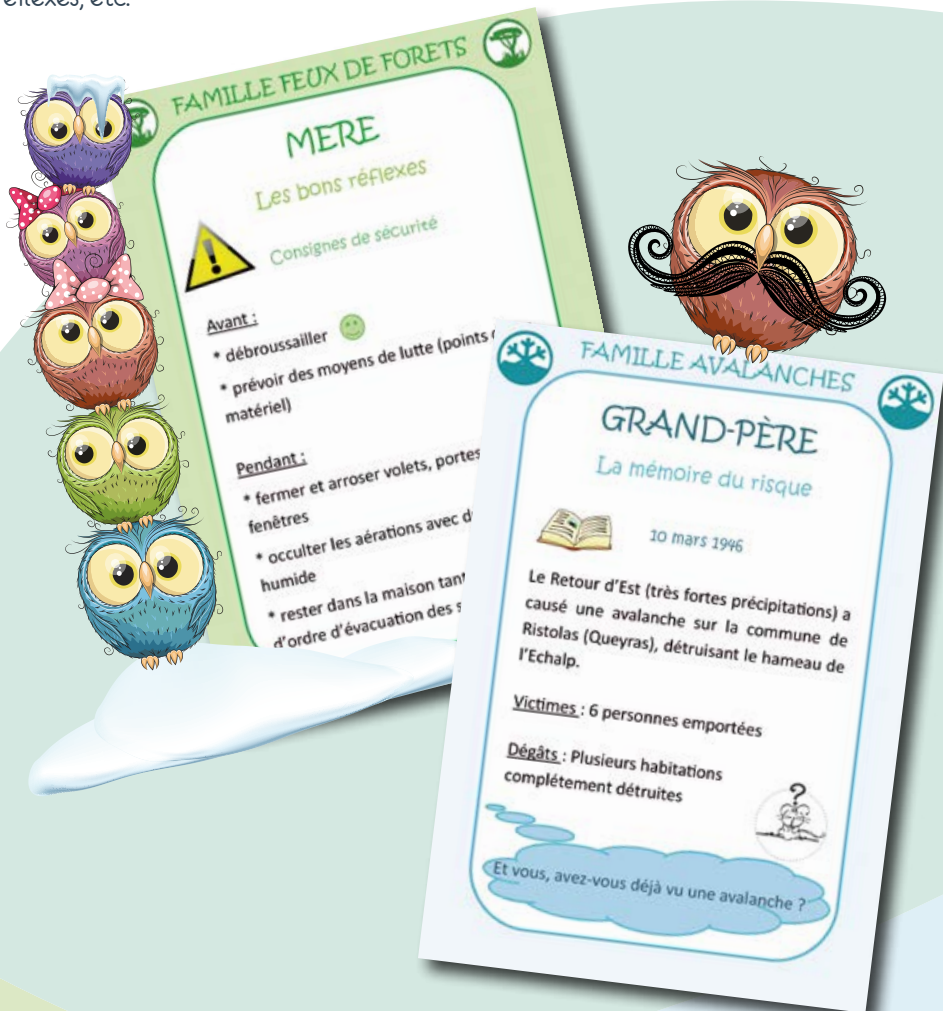 réflexes, etc.
FAMILLE FEUX DE FORETS
MERE
Les bons réflexes
Consignes de sécurité
Avant :
* débroussailler
* prévoir des moyens de lutte (points
matériel)
Pendant :
* fermer et arroser volets, portes
fenêtres
* occulter les aérations avec
humide
* rester dans la maison tant
d'ordre d'évacuation des
FAMILLE AVALANCHES
GRAND-PÈRE
La mémoire du risque
10 mars 1946
Le Retour d'Est (très fortes précipitations) a
causé une avalanche sur la commune de
Ristolas (Queyras), détruisant le hameau de
l'Echalp.
Victimes : 6 personnes emportées
Dégâts : Plusieurs habitations
complétement détruites
?
Et vous, avez-vous déjà vu une avalanche ?